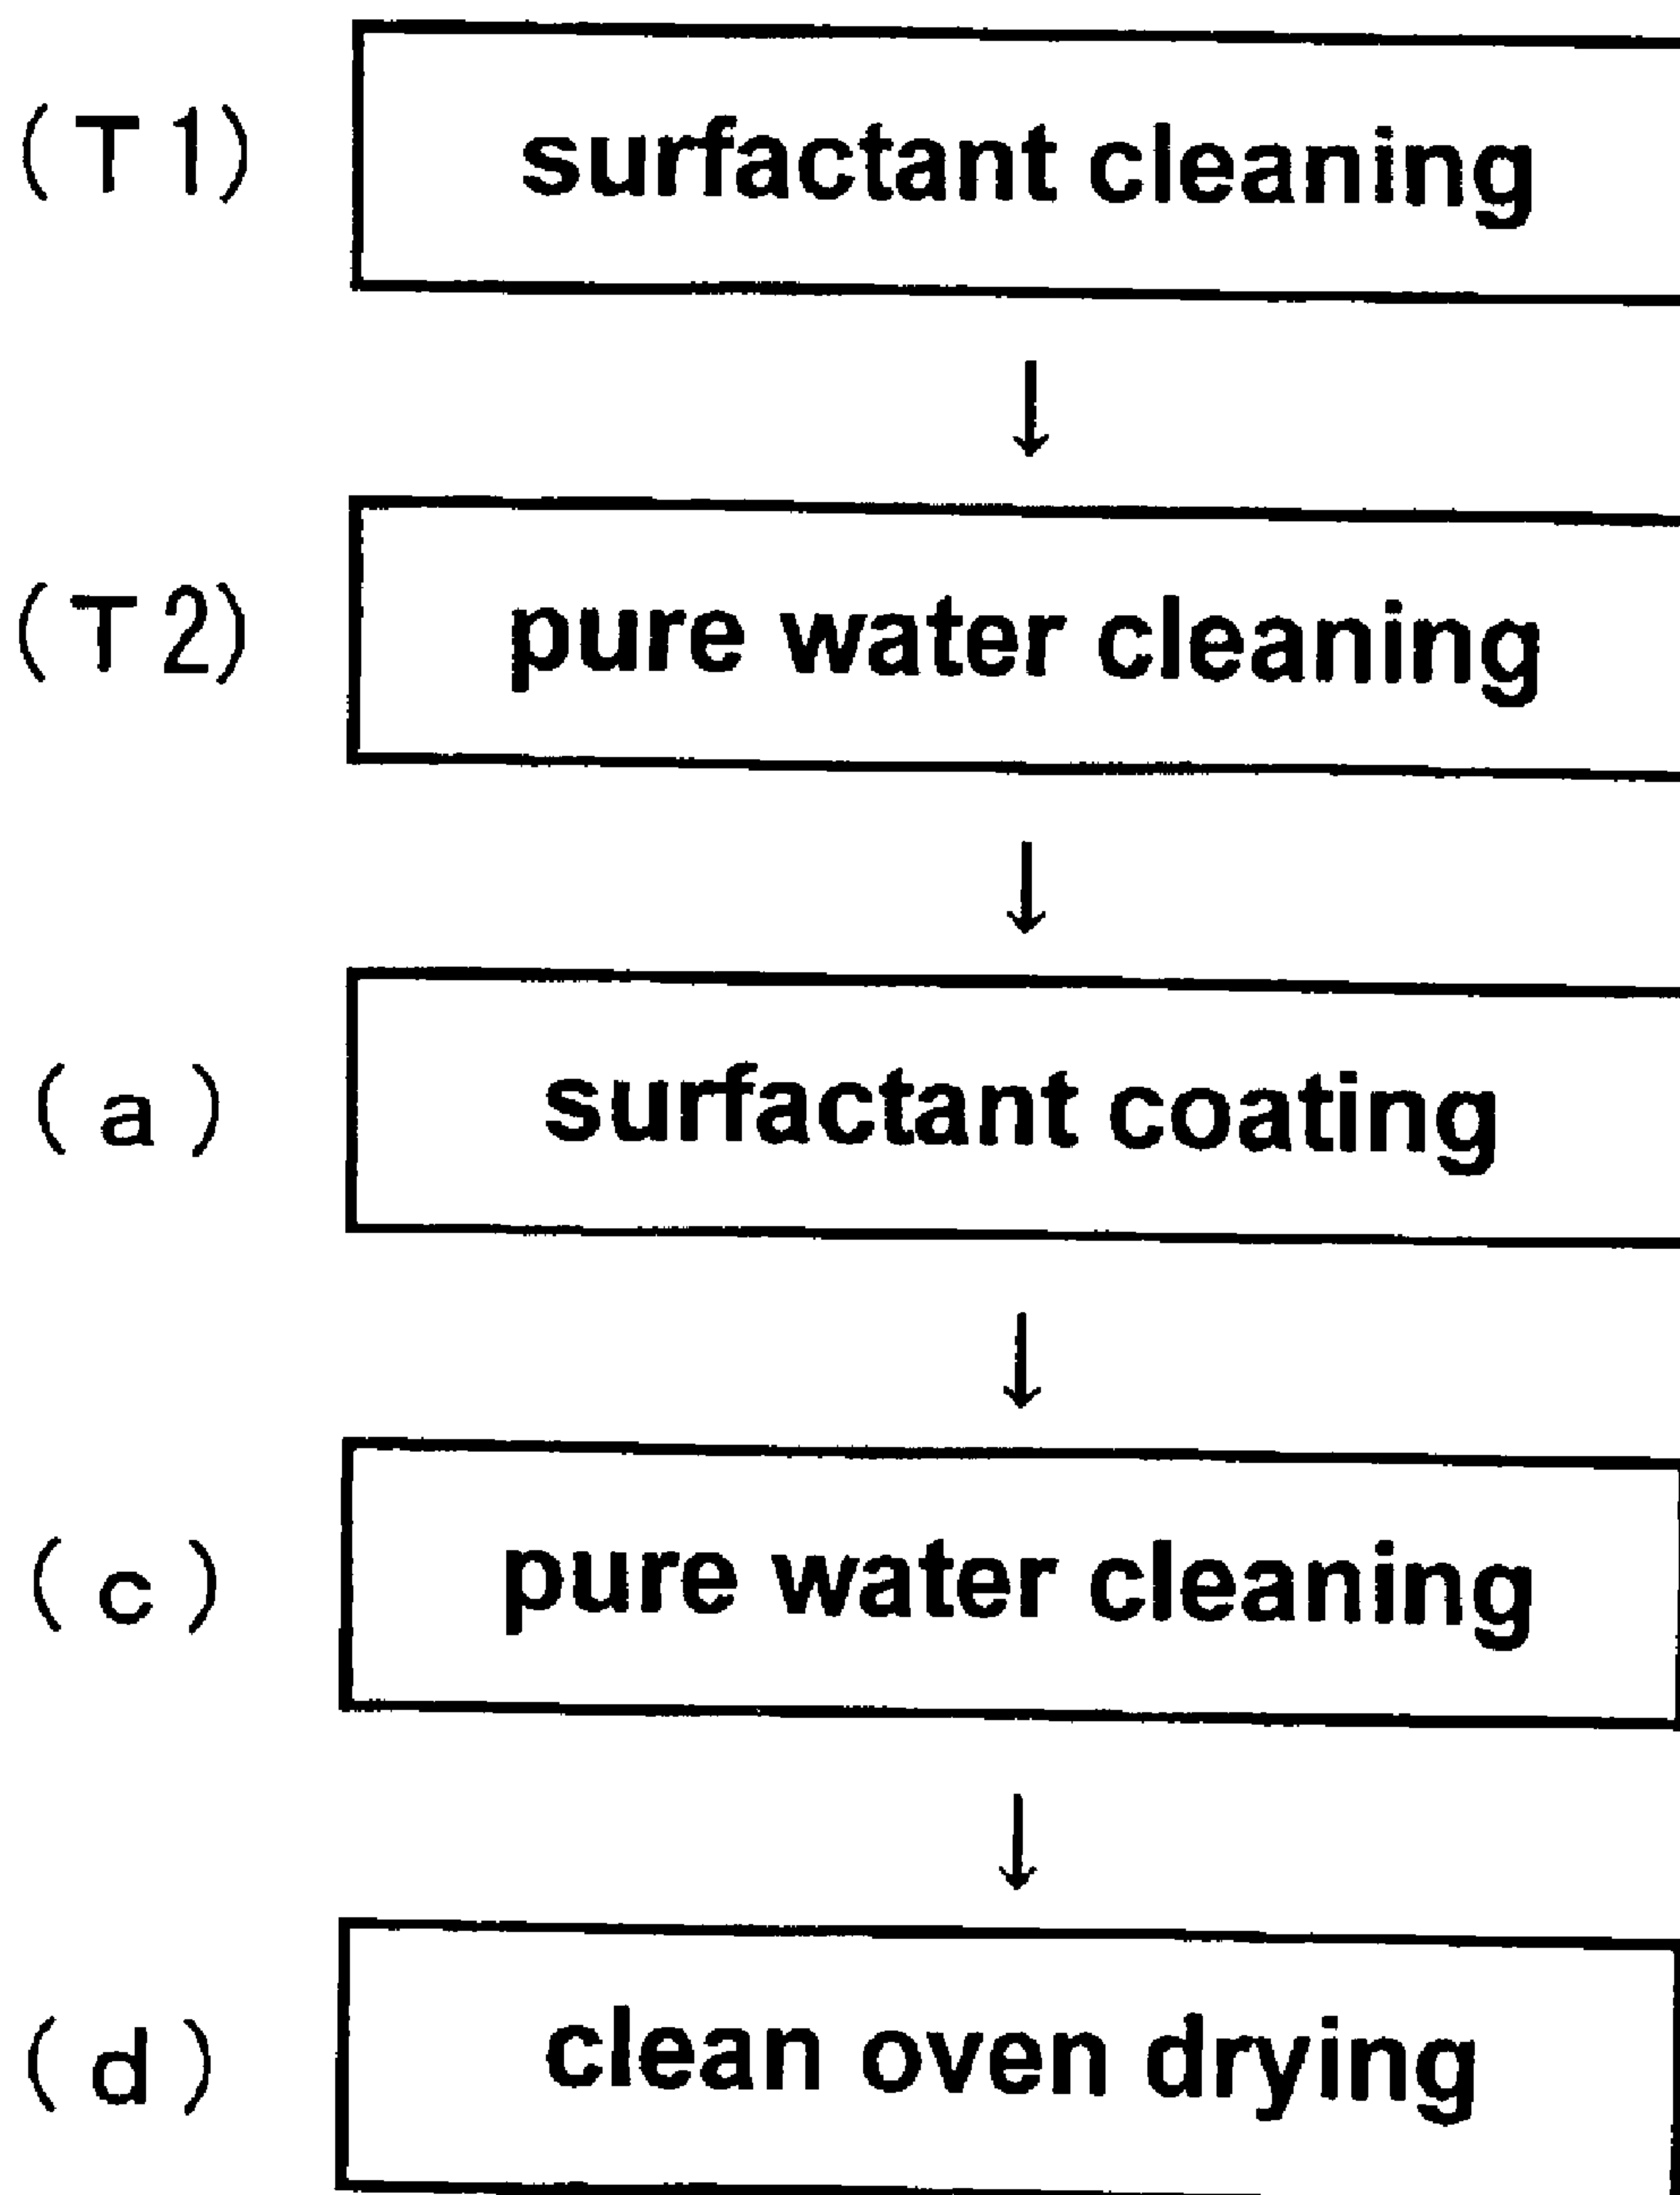 (T1) surfactant cleaning
↓
(T2) pure water cleaning
↓
(a) surfactant coating
↓
(c) pure water cleaning
↓
(d) clean oven drying